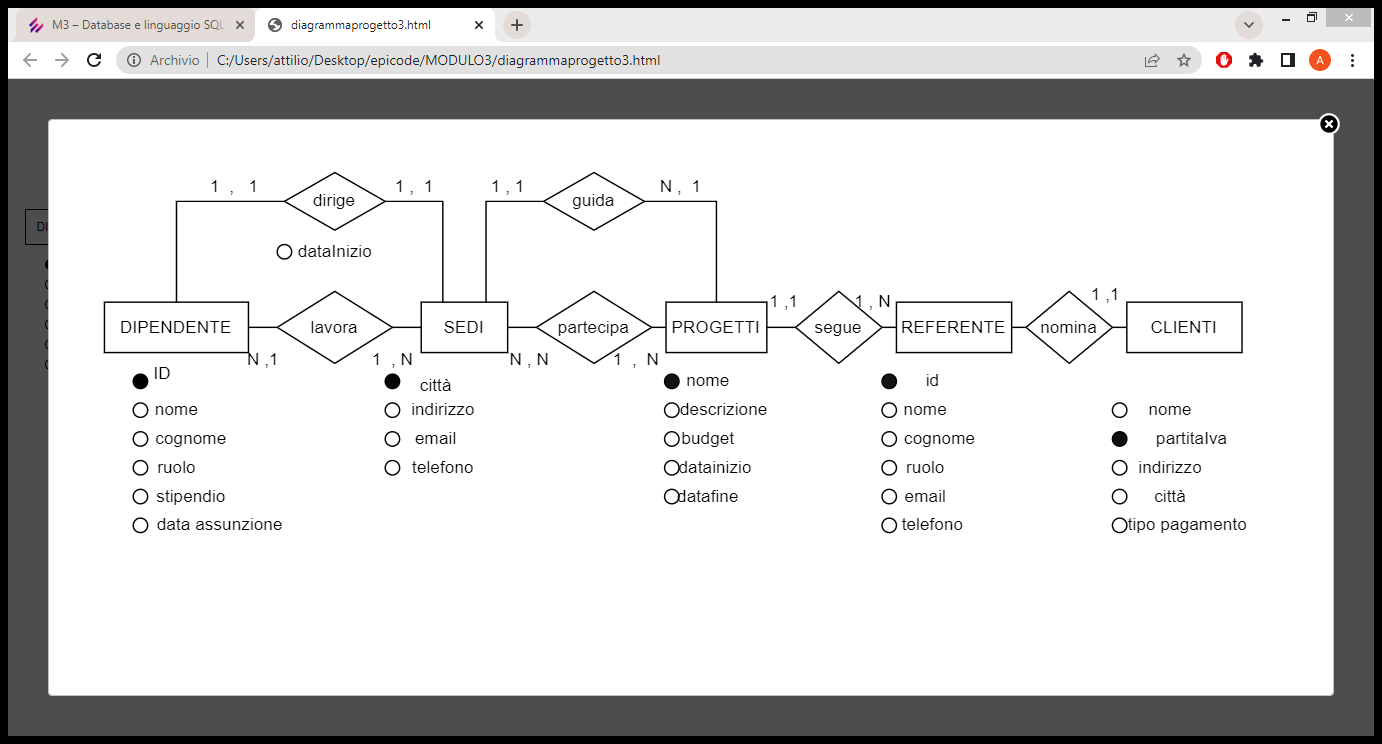 M3 – Database e linguaggio SQL
diagrammaprogetto3.html
Archivio | C:/Users/attilio/Desktop/epicode/MODULO3/diagrammaprogetto3.html
A
1 , 1
dirige
1 , 1
1 , 1
guida
N , 1
dataInizio
DI
DIPENDENTE
lavora
SEDI
partecipa
PROGETTI
1 ,1
segue
1 , N
REFERENTE
nomina
1 ,1
CLIENTI
N ,1
1 , N
N , N
1 , N
ID
nome
cognome
ruolo
stipendio
data assunzione
città
indirizzo
email
telefono
nome
descrizione
budget
datainizio
datafine
id
nome
cognome
ruolo
email
telefono
nome
partitaIva
indirizzo
città
tipo pagamento